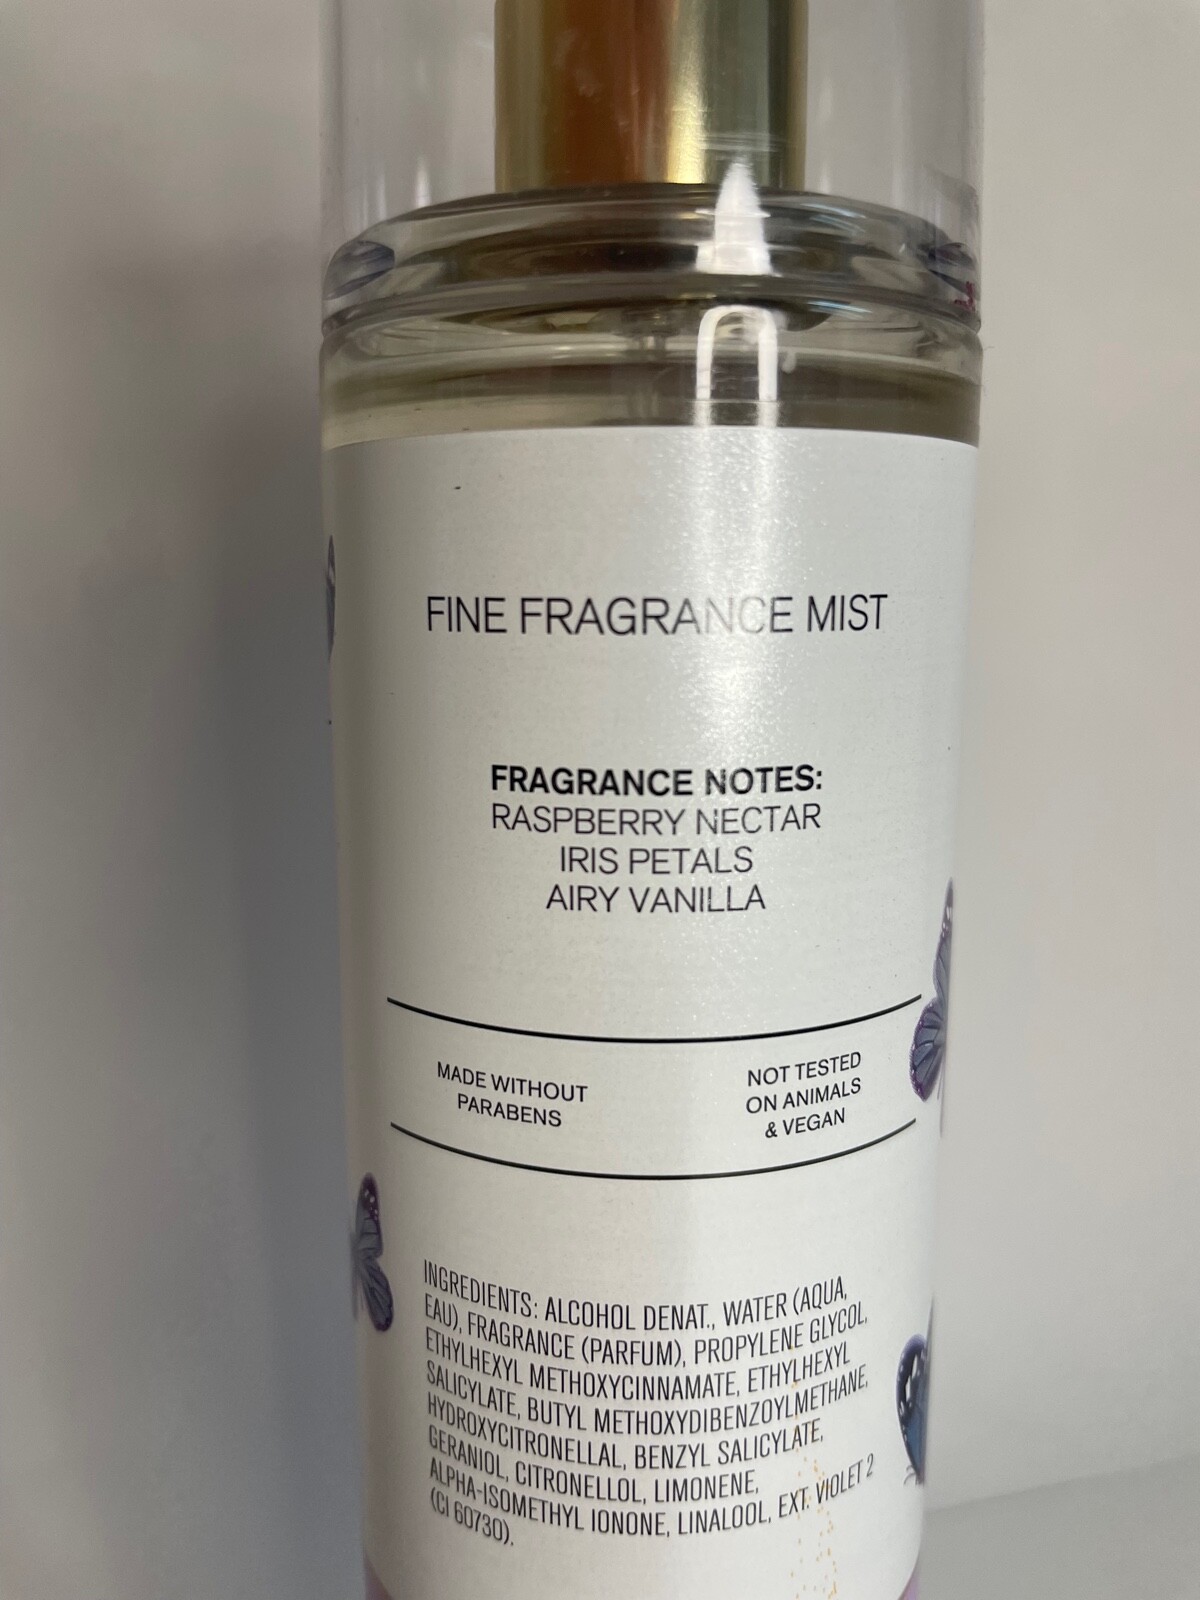 FINE FRAGRANCE MIST
FRAGRANCE NOTES:
RASPBERRY NECTAR
IRIS PETALS
AIRY VANILLA
MADE WITHOUT
PARABENS
NOT TESTED
ON ANIMALS
& VEGAN
INGREDIENTS: ALCOHOL DENAT., WATER (AQUA,
EAU), FRAGRANCE (PARFUM), PROPYLENE GLYCOL,
ETHYLHEXYL METHOXYCINNAMATE, ETHYLHEXYL
SALICYLATE, BUTYL METHOXYDIBENZOYLMETHANE,
HYDROXYCITRONELLAL, BENZYL SALICYLATE,
GERANIOL, CITRONELLOL, LIMONENE,
ALPHA-ISOMETHYL IONONE, LINALOOL, EXT. VIOLET 2
(CI 60730).